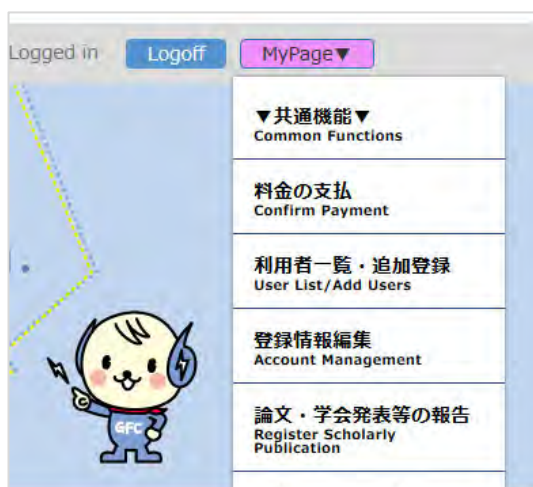 Logged in Logoff MyPage▼
▼共通機能▼
Common Functions
料金の支払
Confirm Payment
利用者一覧・追加登録
User List/Add Users
登録情報編集
Account Management
論文・学会発表等の報告
Register Scholarly
Publication
GFC